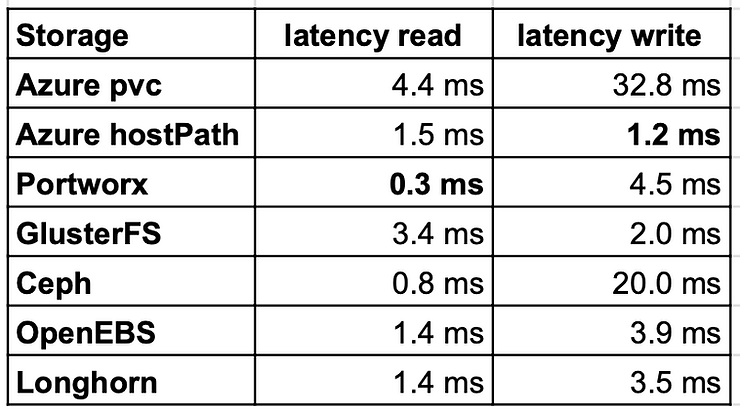 Storage latency read latency write
Azure pvc 4.4 ms 32.8 ms
Azure hostPath 1.5 ms 1.2 ms
Portworx 0.3 ms 4.5 ms
GlusterFS 3.4 ms 2.0 ms
Ceph 0.8 ms 20.0 ms
OpenEBS 1.4 ms 3.9 ms
Longhorn 1.4 ms 3.5 ms